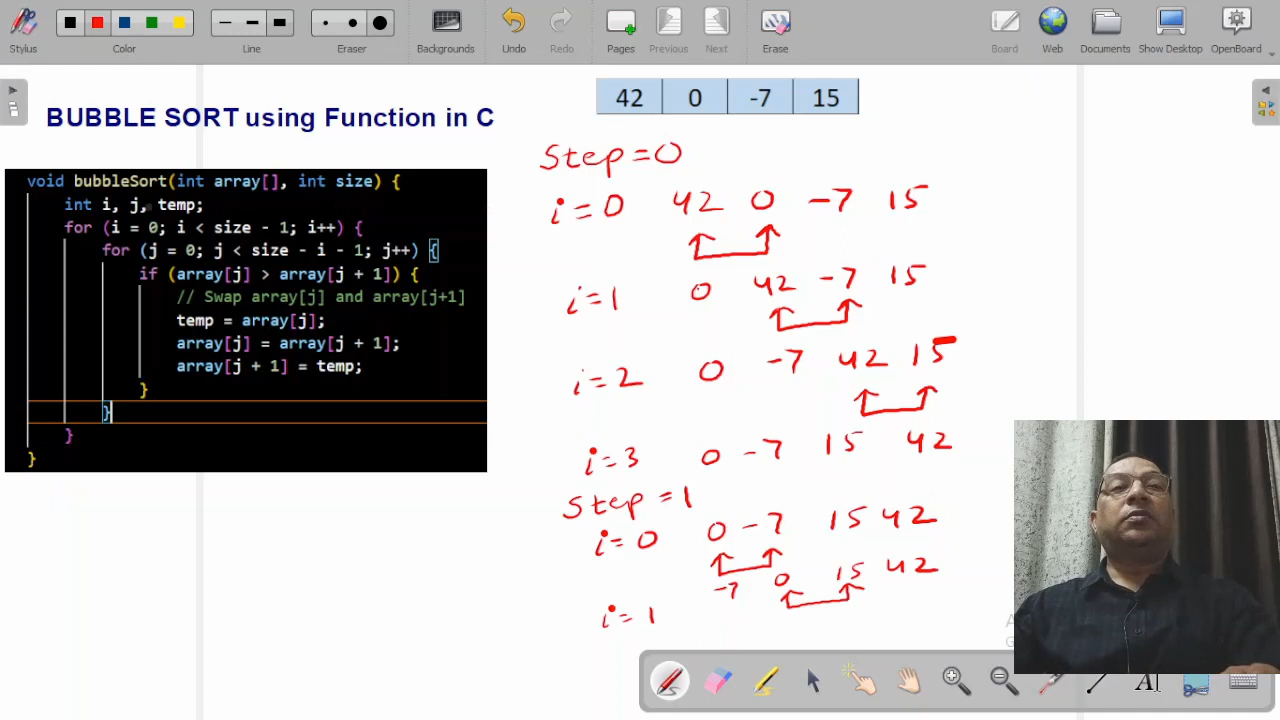 Stylus Color Line Eraser Backgrounds Undo Redo Pages Previous Next Erase Board Web Documents Show Desktop OpenBoard
42 0 -7 15
BUBBLE SORT using Function in C
void bubbleSort(int array[], int size) {
int i, j, temp;
for (i = 0; i < size - 1; i++) {
for (j = 0; j < size - i - 1; j++) {
if (array[j] > array[j + 1]) {
// Swap array[j] and array[j+1]
temp = array[j];
array[j] = array[j + 1];
array[j + 1] = temp;
}
}
}
}
Step = 0
i = 0 42 0 -7 15
i = 1 0 42 -7 15
i = 2 0 -7 42 15
i = 3 0 -7 15 42
Step = 1
i = 0 0 -7 15 42
-7 0 15 42
i = 1